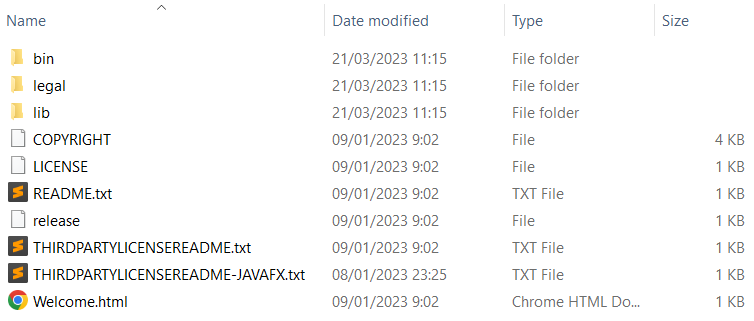 Name Date modified Type Size
bin 21/03/2023 11:15 File folder
legal 21/03/2023 11:15 File folder
lib 21/03/2023 11:15 File folder
COPYRIGHT 09/01/2023 9:02 File 4 KB
LICENSE 09/01/2023 9:02 File 1 KB
README.txt 09/01/2023 9:02 TXT File 1 KB
release 09/01/2023 9:02 File 1 KB
THIRDPARTYLICENSEREADME.txt 09/01/2023 9:02 TXT File 1 KB
THIRDPARTYLICENSEREADME-JAVAFX.txt 08/01/2023 23:25 TXT File 1 KB
Welcome.html 09/01/2023 9:02 Chrome HTML Do... 1 KB